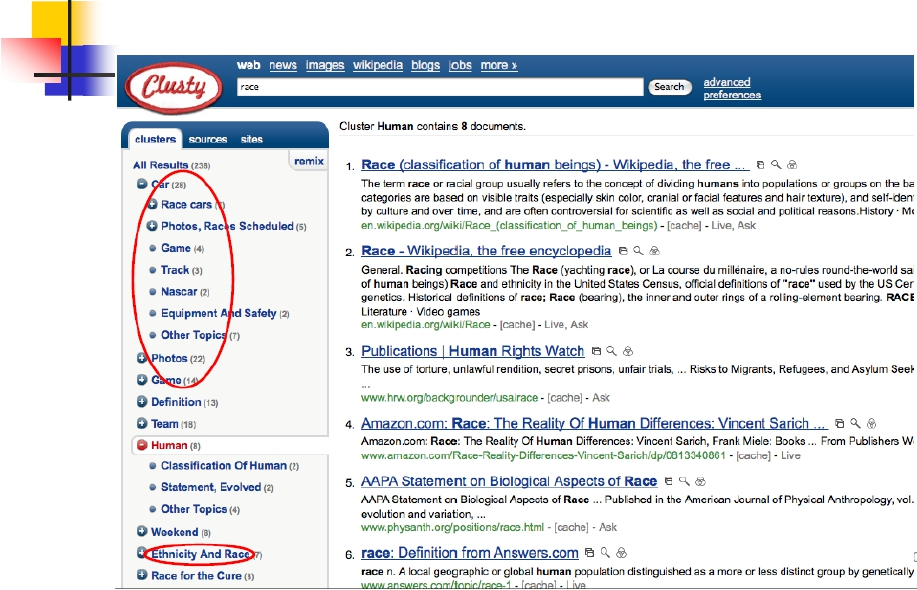 web news images wikipedia blogs jobs more »
Clusty
race
Search
advanced
preferences
clusters sources sites
remix
All Results (238)
Car (28)
Race cars
Photos, Races Scheduled (5)
Game (4)
Track (3)
Nascar (2)
Equipment And Safety (2)
Other Topics (7)
Photos (22)
Game (14)
Definition (13)
Team (18)
Human (8)
Classification Of Human (2)
Statement, Evolved (2)
Other Topics (4)
Weekend (8)
Ethnicity And Race (7)
Race for the Cure (5)
Cluster Human contains 8 documents.
1. Race (classification of human beings) - Wikipedia, the free ...
The term race or racial group usually refers to the concept of dividing humans into populations or groups on the ba
categories are based on visible traits (especially skin color, cranial or facial features and hair texture), and self-iden
by culture and over time, and are often controversial for scientific as well as social and political reasons.History · M
en.wikipedia.org/wiki/Race_(classification_of_human_beings) - [cache] - Live, Ask
2. Race - Wikipedia, the free encyclopedia
General. Racing competitions The Race (yachting race), or La course du millénaire, a no-rules round-the-world sai
of human beings) Race and ethnicity in the United States Census, official definitions of "race" used by the US Cen
genetics. Historical definitions of race; Race (bearing), the inner and outer rings of a rolling-element bearing. RACE
Literature · Video games
en.wikipedia.org/wiki/Race - [cache] - Live, Ask
3. Publications | Human Rights Watch
The use of torture, unlawful rendition, secret prisons, unfair trials, ... Risks to Migrants, Refugees, and Asylum Seek
...
www.hrw.org/backgrounder/usa/race - [cache] - Ask
4. Amazon.com: Race: The Reality Of Human Differences: Vincent Sarich ...
Amazon.com: Race: The Reality Of Human Differences: Vincent Sarich, Frank Miele: Books ... From Publishers W
www.amazon.com/Race-Reality-Differences-Vincent-Sarich/dp/0813340861 - [cache] - Live
5. AAPA Statement on Biological Aspects of Race
AAPA Statement on Biological Aspects of Race ... Published in the American Journal of Physical Anthropology, vol.
evolution and variation, ...
www.physanth.org/positions/race.html - [cache] - Ask
6. race: Definition from Answers.com
race n. A local geographic or global human population distinguished as a more or less distinct group by genetically
www.answers.com/topic/race-1 - [cache] - Live